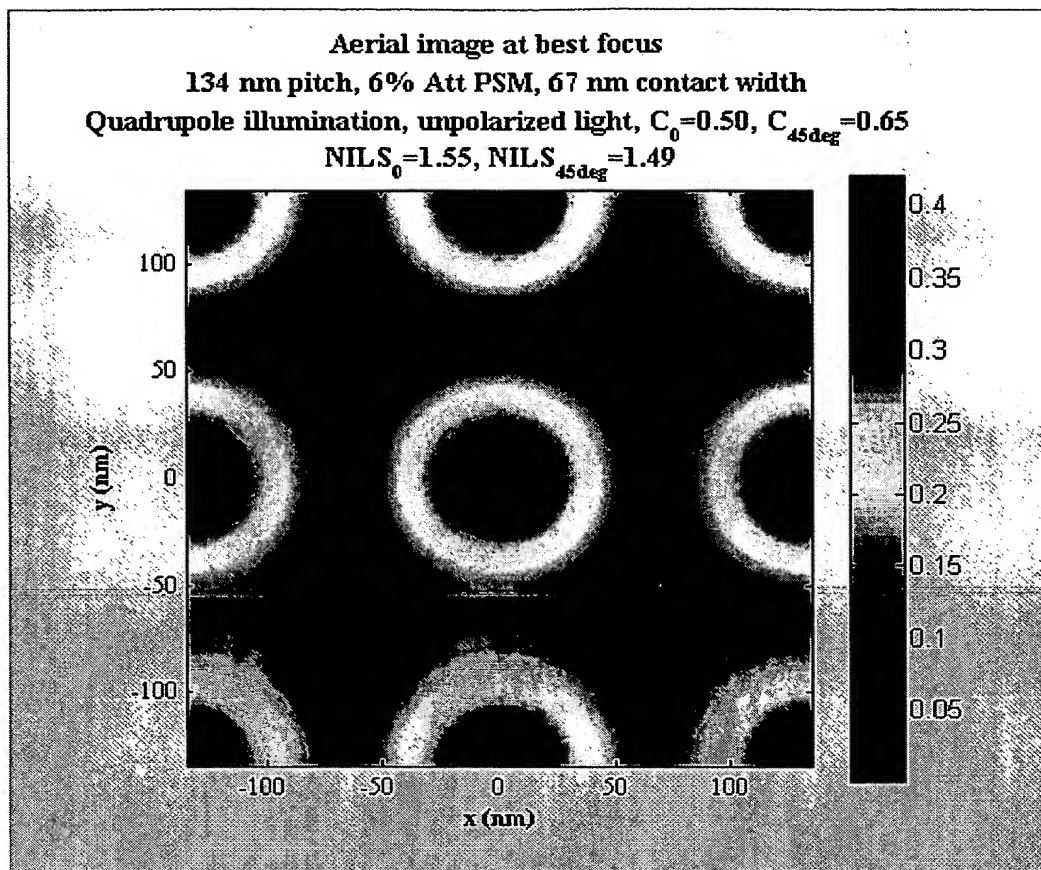 Aerial image at best focus
134 nm pitch, 6% Att PSM, 67 nm contact width
Quadrupole illumination, unpolarized light, C0=0.50, C45deg=0.65
NILS0=1.55, NILS45deg=1.49
0.4
100
0.35
50
0.3
0.25
y (nm)
0
0.2
-50
0.15
0.1
-100
0.05
-100 -50 0 50 100
x (nm)